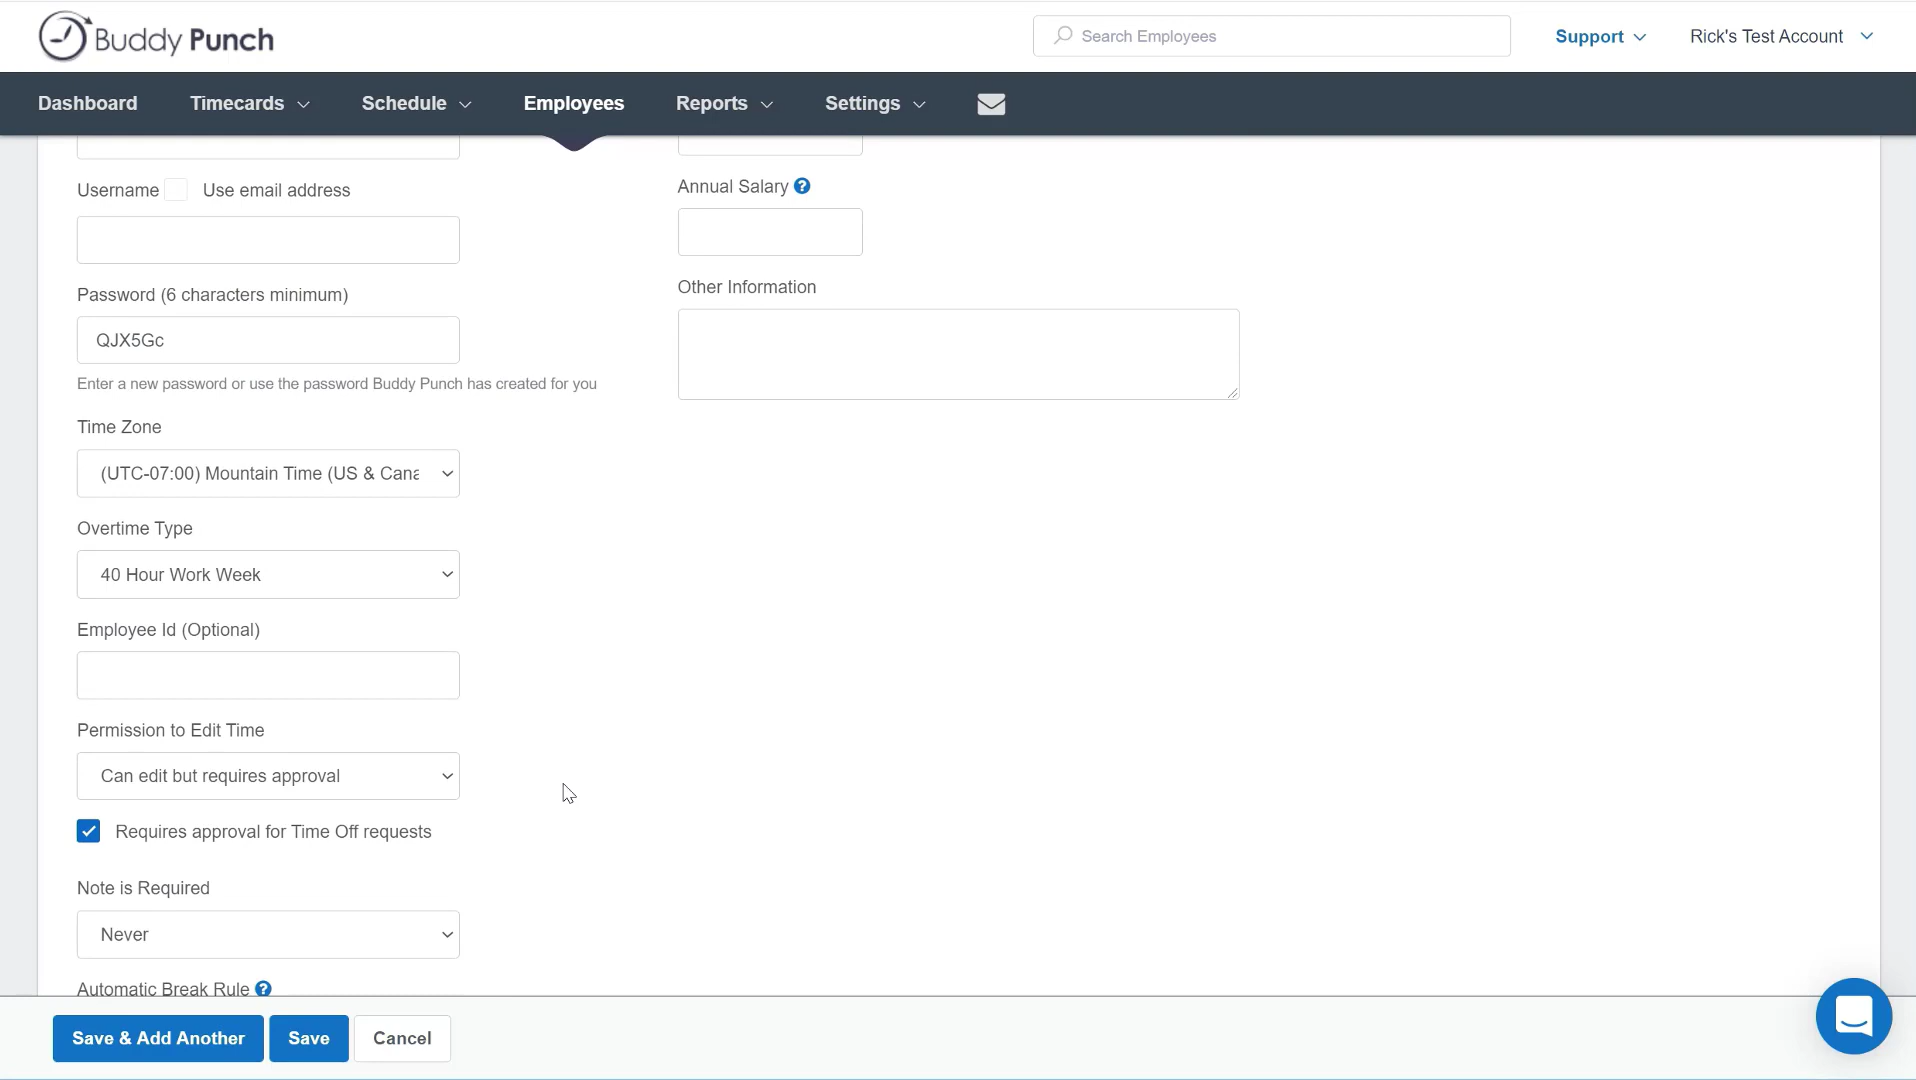 Buddy Punch
Search Employees
Support
Rick's Test Account
Dashboard
Timecards
Schedule
Employees
Reports
Settings
Username
Use email address
Password (6 characters minimum)
QJX5Gc
Enter a new password or use the password Buddy Punch has created for you
Time Zone
(UTC-07:00) Mountain Time (US & Cana
Overtime Type
40 Hour Work Week
Employee Id (Optional)
Permission to Edit Time
Can edit but requires approval
Requires approval for Time Off requests
Note is Required
Never
Automatic Break Rule ?
Annual Salary ?
Other Information
Save & Add Another
Save
Cancel